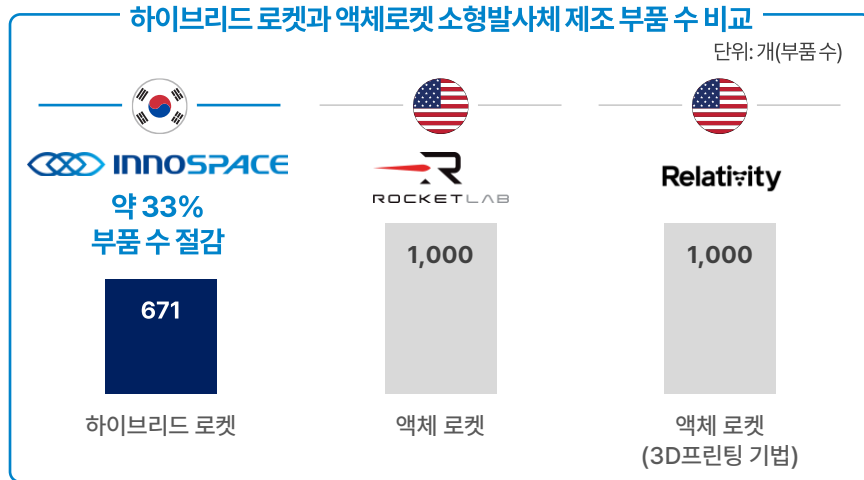 하이브리드 로켓과 액체로켓 소형발사체 제조 부품 수 비교
단위: 개(부품 수)
INNOSPACE
ROCKETLAB
Relativity
약 33%
부품 수 절감
671
1,000
1,000
하이브리드 로켓
액체 로켓
액체 로켓
(3D프린팅 기법)